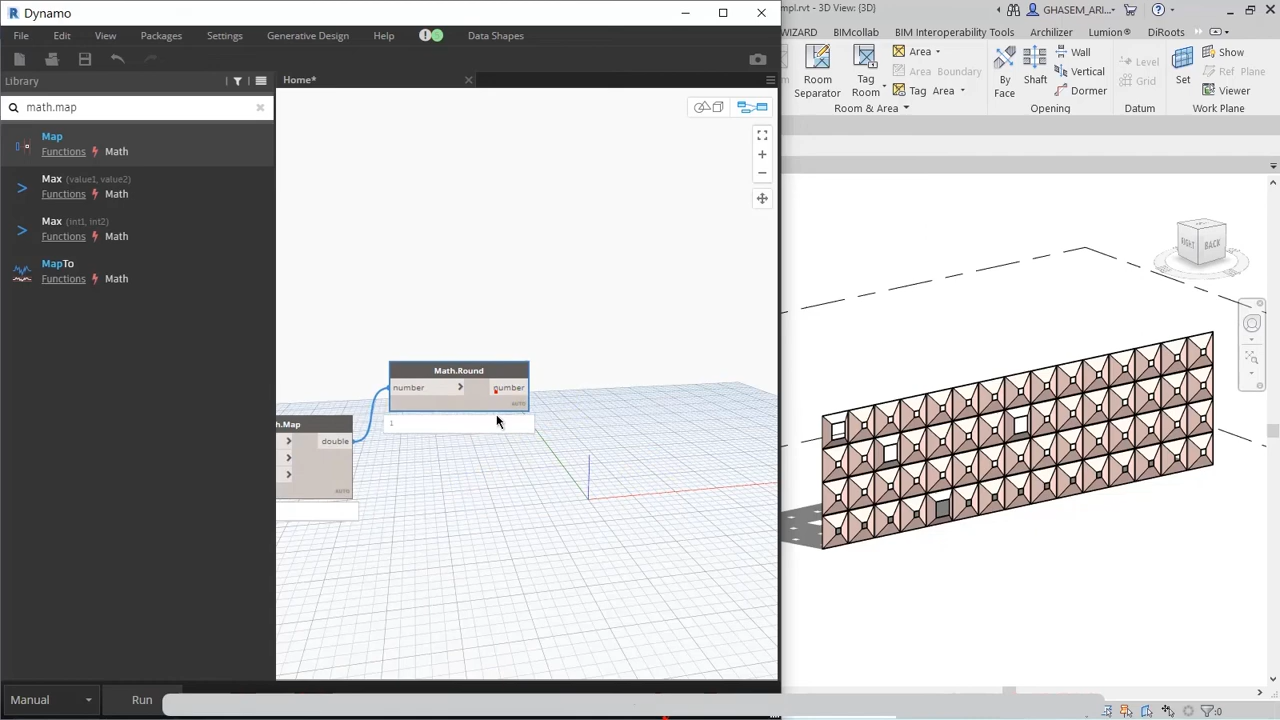 Dynamo
File Edit View Packages Settings Generative Design Help Data Shapes
Library
Home*
math.map
Map
Functions Math
Max (value1, value2)
Functions Math
Max (int1, int2)
Functions Math
MapTo
Functions Math
Math.Round
number > number
AUTO
1
h.Map
double
AUTO
Manual
Run
mpl.rvt - 3D View: {3D}
GHASEM_ARI...
WIZARD BIMcollab BIM Interoperability Tools Archilizer Lumion® DiRoots
Room Separator
Tag Room
Area
Area Boundary
Tag Area
By Face
Shaft
Wall
Vertical
Dormer
Level
Grid
Set
Show
Ref Plane
Viewer
Room & Area
Opening
Datum
Work Plane
RIGHT
BACK
:0